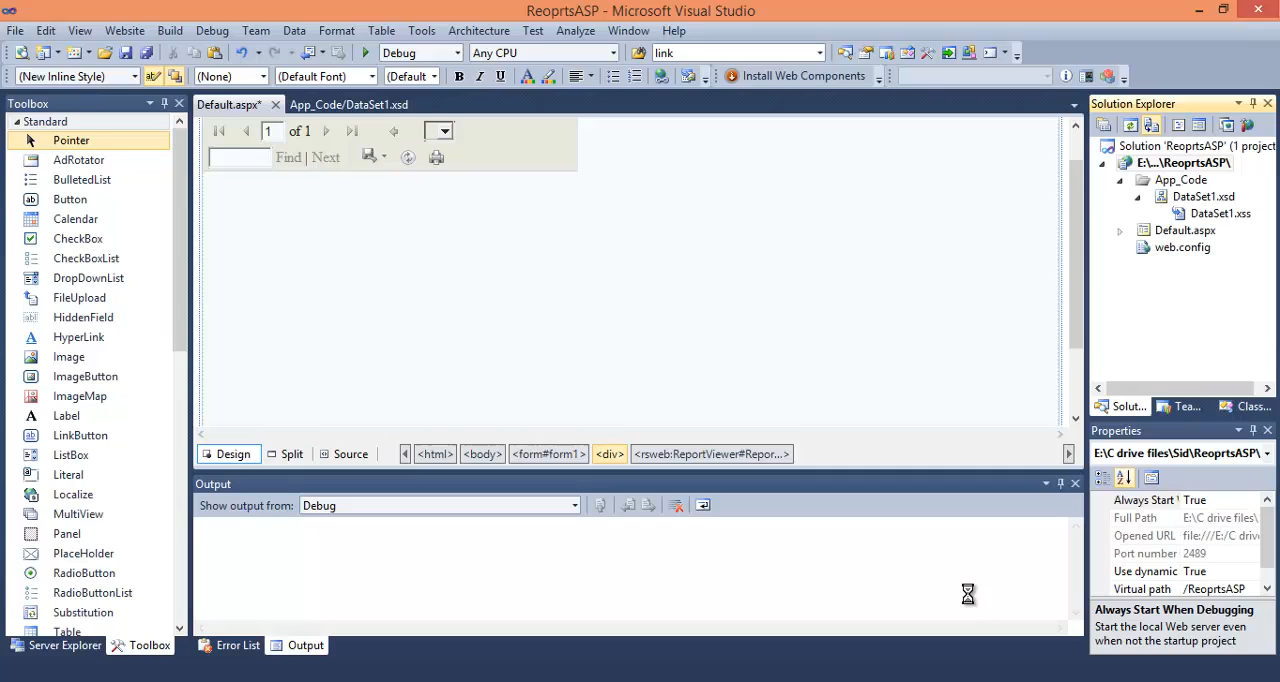 ReoprtsASP - Microsoft Visual Studio
File Edit View Website Build Debug Team Data Format Table Tools Architecture Test Analyze Window Help
Debug Any CPU link
(New Inline Style) (None) (Default Font) (Default B I U A Install Web Components
Toolbox
Standard
Pointer
AdRotator
BulletedList
Button
Calendar
CheckBox
CheckBoxList
DropDownList
FileUpload
HiddenField
HyperLink
Image
ImageButton
ImageMap
Label
LinkButton
ListBox
Literal
Localize
MultiView
Panel
PlaceHolder
RadioButton
RadioButtonList
Substitution
Table
Server Explorer Toolbox
Default.aspx* App_Code/DataSet1.xsd
1 of 1
Find | Next
Design Split Source <html> <body> <form#form1> <div> <rsweb:ReportViewer#Repor...>
Output
Show output from: Debug
Error List Output
Solution Explorer
Solution 'ReoprtsASP' (1 project
E:\...\ReoprtsASP\
App_Code
DataSet1.xsd
DataSet1.xss
Default.aspx
web.config
Solut... Tea... Class...
Properties
E:\C drive files\Sid\ReoprtsASP\
Always Start True
Full Path E:\C drive files\
Opened URL file:///E:/C drive
Port number 2489
Use dynamic True
Virtual path /ReoprtsASP
Always Start When Debugging
Start the local Web server even
when not the startup project